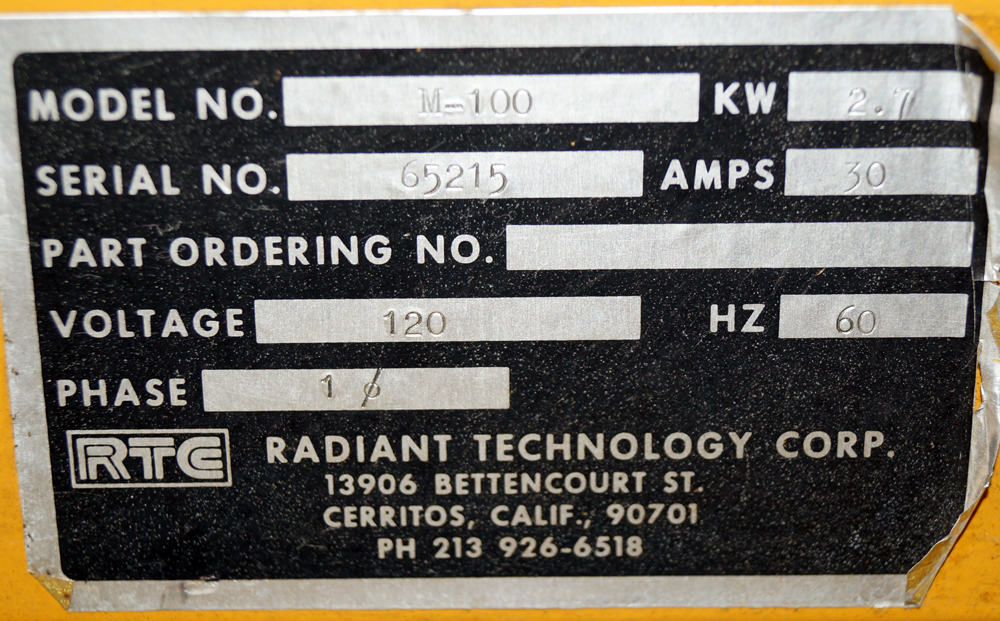 MODEL NO. M-100 KW 2.7
SERIAL NO. 65215 AMPS 30
PART ORDERING NO.
VOLTAGE 120 HZ 60
PHASE 1 ϕ
RTC RADIANT TECHNOLOGY CORP.
13906 BETTENCOURT ST.
CERRITOS, CALIF., 90701
PH 213 926-6518